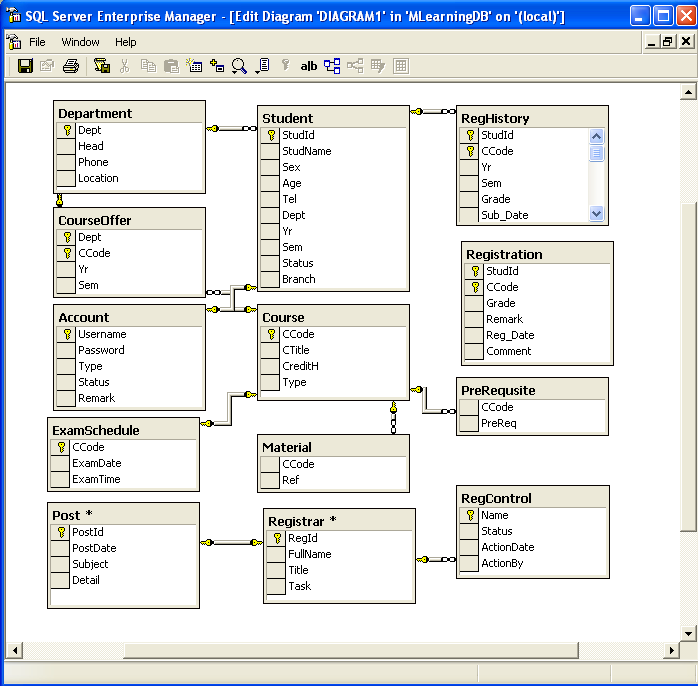 SQL Server Enterprise Manager - [Edit Diagram 'DIAGRAM1' in 'MLearningDB' on '(local)']
File Window Help
a|b
Department
Dept
Head
Phone
Location
Student
StudId
StudName
Sex
Age
Tel
Dept
Yr
Sem
Status
Branch
RegHistory
StudId
CCode
Yr
Sem
Grade
Sub_Date
CourseOffer
Dept
CCode
Yr
Sem
Registration
StudId
CCode
Grade
Remark
Reg_Date
Comment
Account
Username
Password
Type
Status
Remark
Course
CCode
CTitle
CreditH
Type
PreRequsite
CCode
PreReq
ExamSchedule
CCode
ExamDate
ExamTime
Material
CCode
Ref
Post *
PostId
PostDate
Subject
Detail
Registrar *
RegId
FullName
Title
Task
RegControl
Name
Status
ActionDate
ActionBy